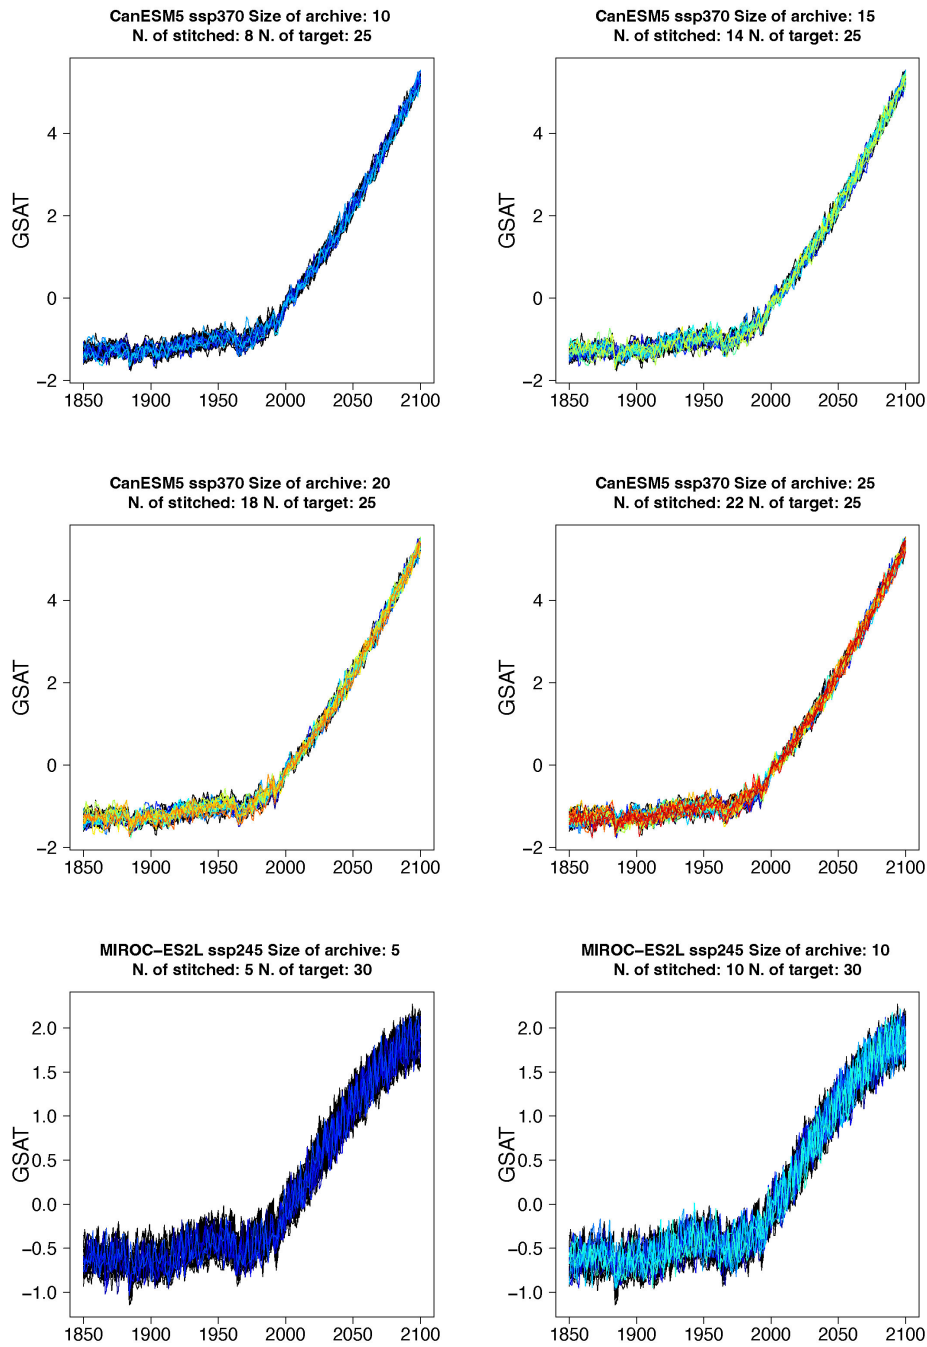 CanESM5 ssp370 Size of archive: 10
N. of stitched: 8 N. of target: 25
GSAT
4
2
0
−2
1850 1900 1950 2000 2050 2100
CanESM5 ssp370 Size of archive: 15
N. of stitched: 14 N. of target: 25
GSAT
4
2
0
−2
1850 1900 1950 2000 2050 2100
CanESM5 ssp370 Size of archive: 20
N. of stitched: 18 N. of target: 25
GSAT
4
2
0
−2
1850 1900 1950 2000 2050 2100
CanESM5 ssp370 Size of archive: 25
N. of stitched: 22 N. of target: 25
GSAT
4
2
0
−2
1850 1900 1950 2000 2050 2100
MIROC−ES2L ssp245 Size of archive: 5
N. of stitched: 5 N. of target: 30
GSAT
2.0
1.5
1.0
0.5
0.0
−0.5
−1.0
1850 1900 1950 2000 2050 2100
MIROC−ES2L ssp245 Size of archive: 10
N. of stitched: 10 N. of target: 30
GSAT
2.0
1.5
1.0
0.5
0.0
−0.5
−1.0
1850 1900 1950 2000 2050 2100